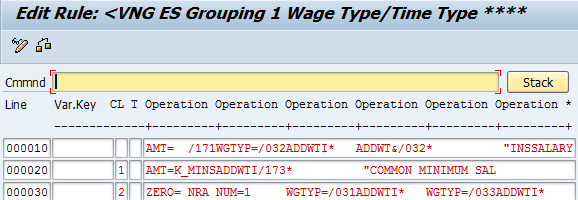 Edit Rule: <VNG ES Grouping 1 Wage Type/Time Type ****
Cmmnd Stack
Line Var.Key CL T Operation Operation Operation Operation Operation Operation *
------------------+---------+---------+---------+---------+---------+---------+
000010 AMT=  /171WGTYP=/032ADDWTI*   ADDWT&/032*          "INSSALARY
000020 1 AMT=K_MINSADDWTI/173*          "COMMON MINIMUM SAL
000030 2 ZERO= NRA NUM=1     WGTYP=/031ADDWTI*   WGTYP=/033ADDWTI*